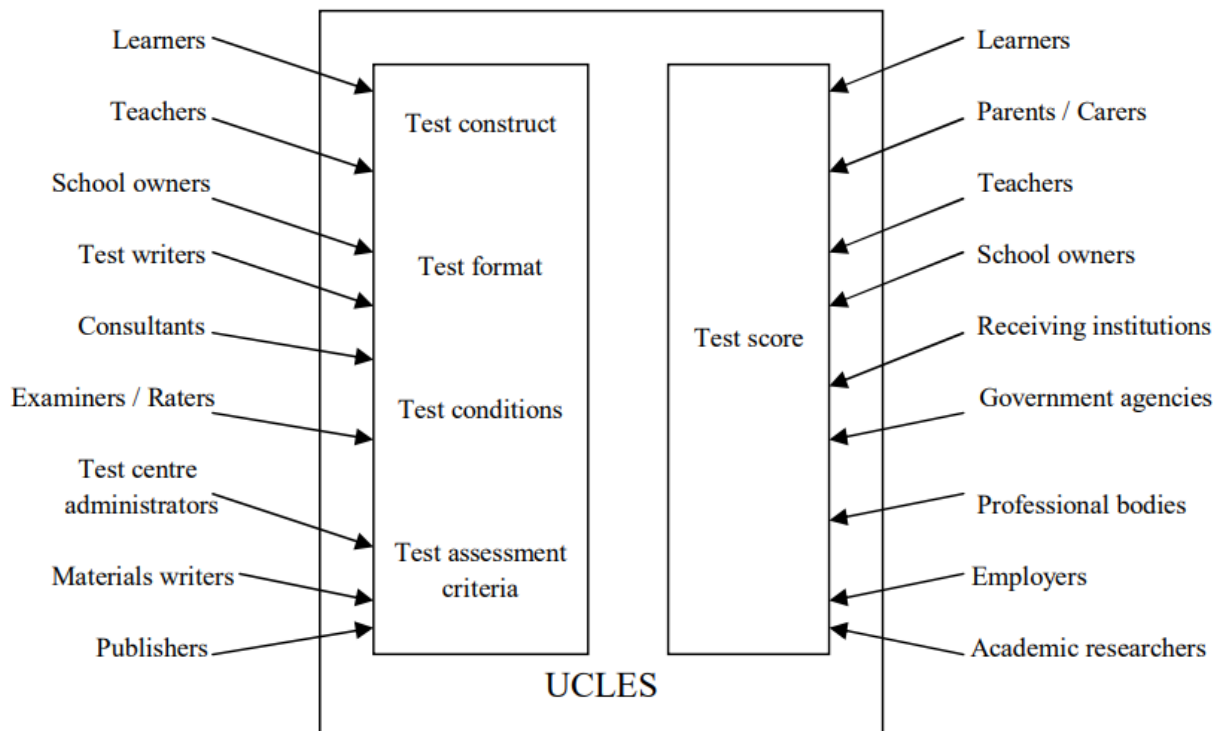 Learners
Teachers
School owners
Test writers
Consultants
Examiners / Raters
Test centre
administrators
Materials writers
Publishers
Test construct
Test format
Test conditions
Test assessment
criteria
Test score
Learners
Parents / Carers
Teachers
School owners
Receiving institutions
Government agencies
Professional bodies
Employers
Academic researchers
UCLES